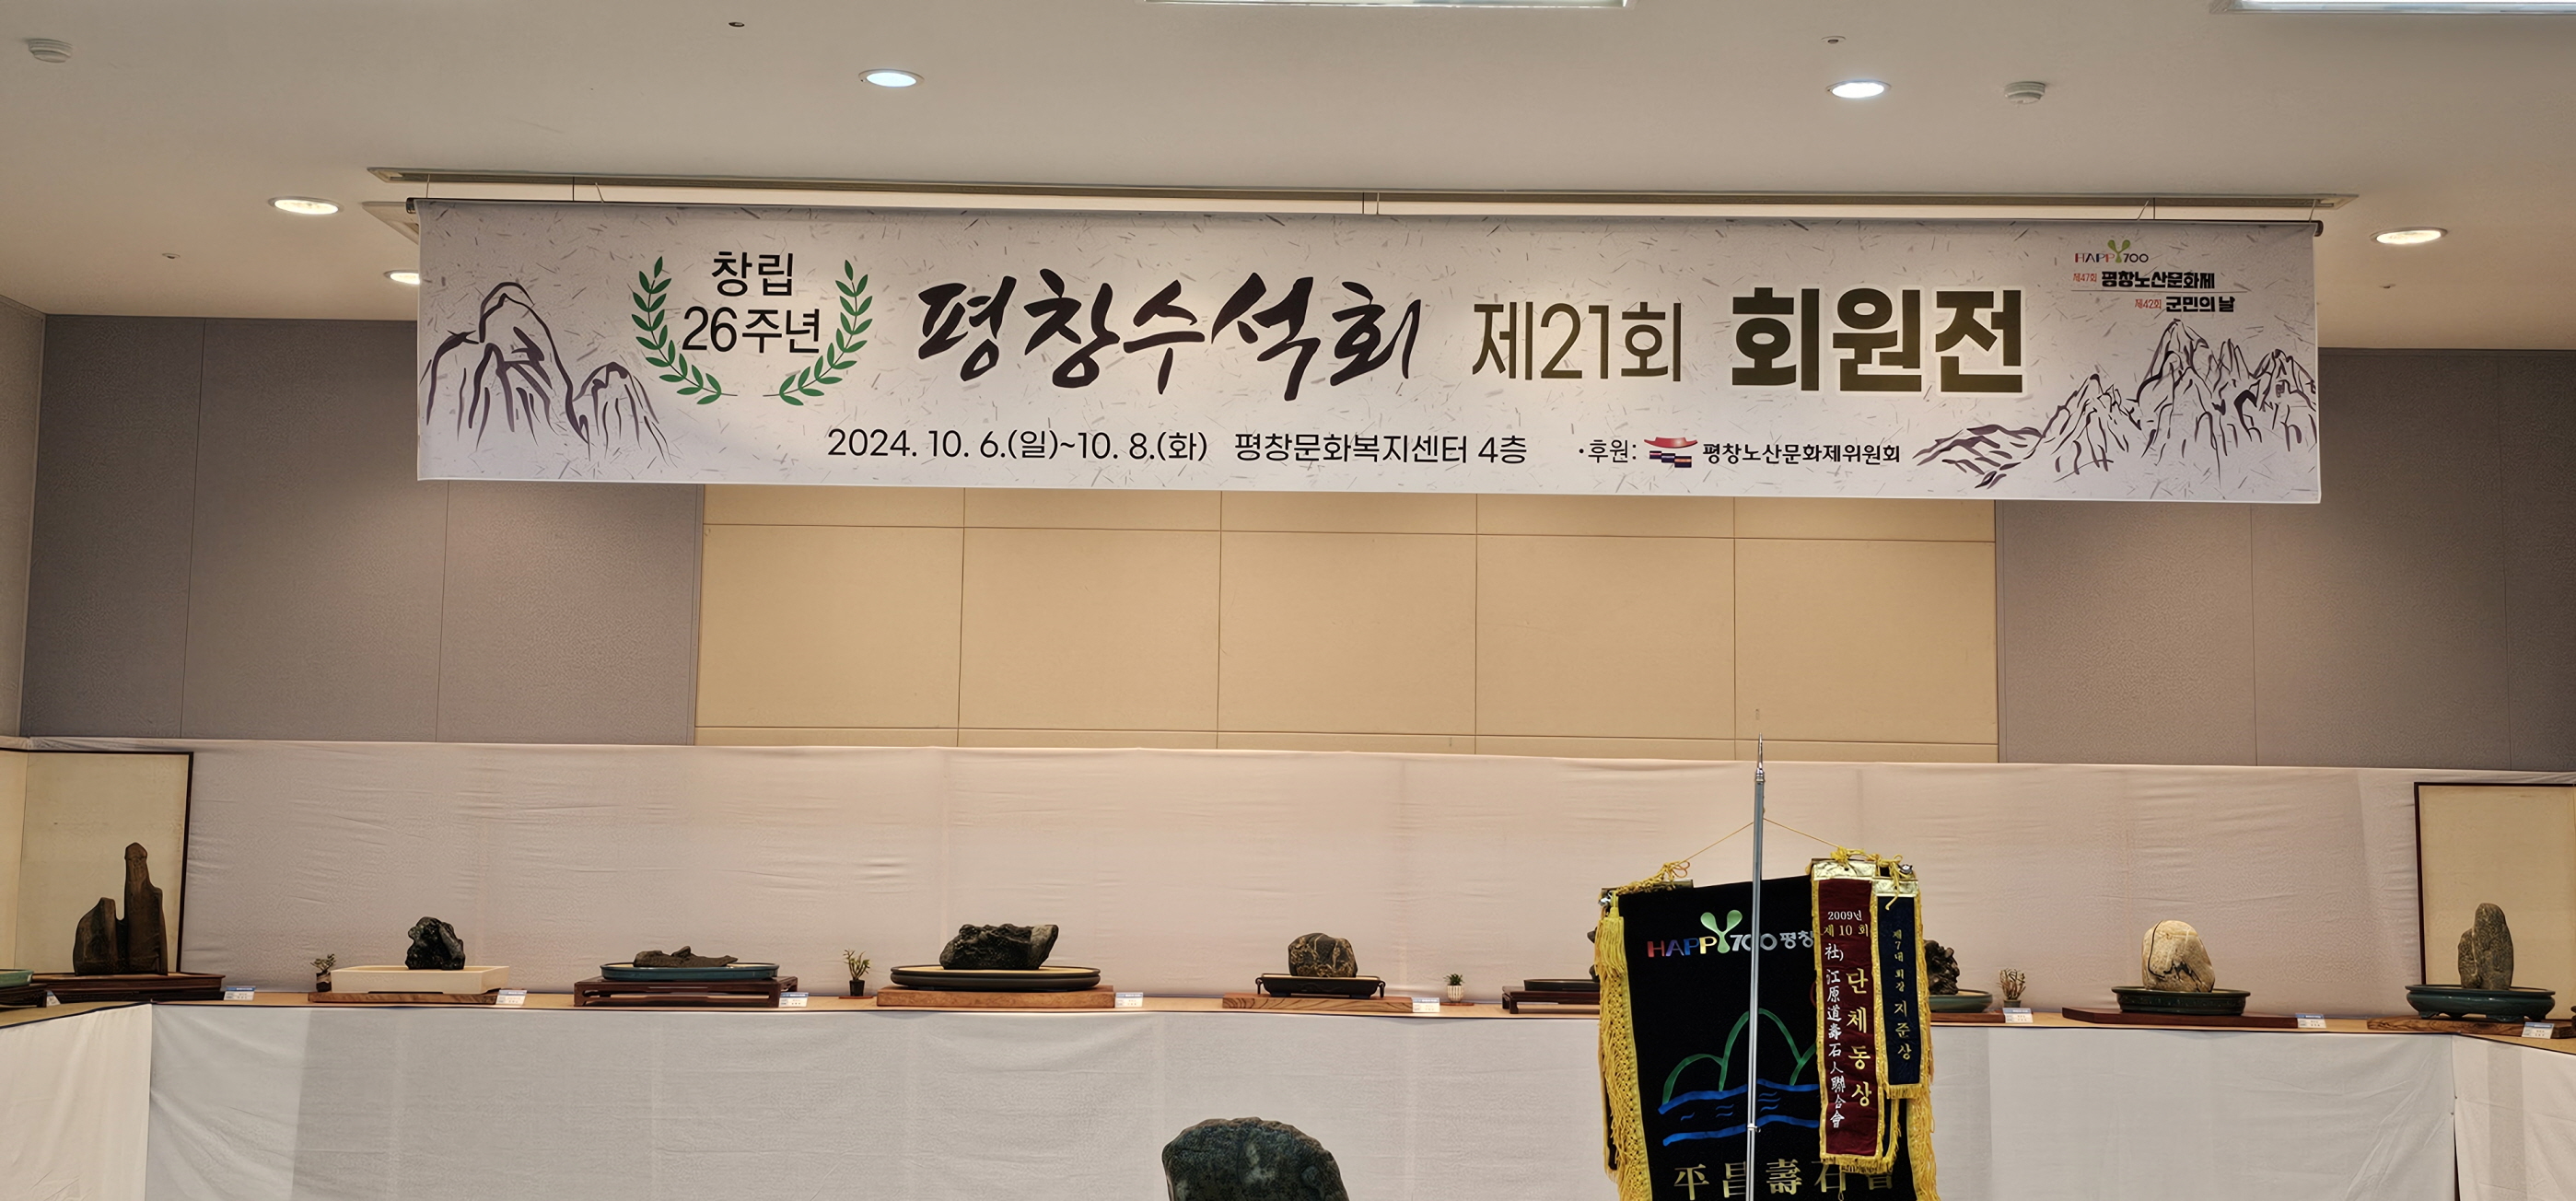 창립
26주년
평창수석회 제21회 회원전
HAPPY700
제47회 평창노산문화제
제42회 군민의 날
2024. 10. 6.(일)~10. 8.(화) 평창문화복지센터 4층 ·후원: 평창노산문화제위원회
HAPPY700 평창
2009년
제10회
社)江原道壽石人聯合會
단체동상
제7대 회장 지준상
平昌壽石會